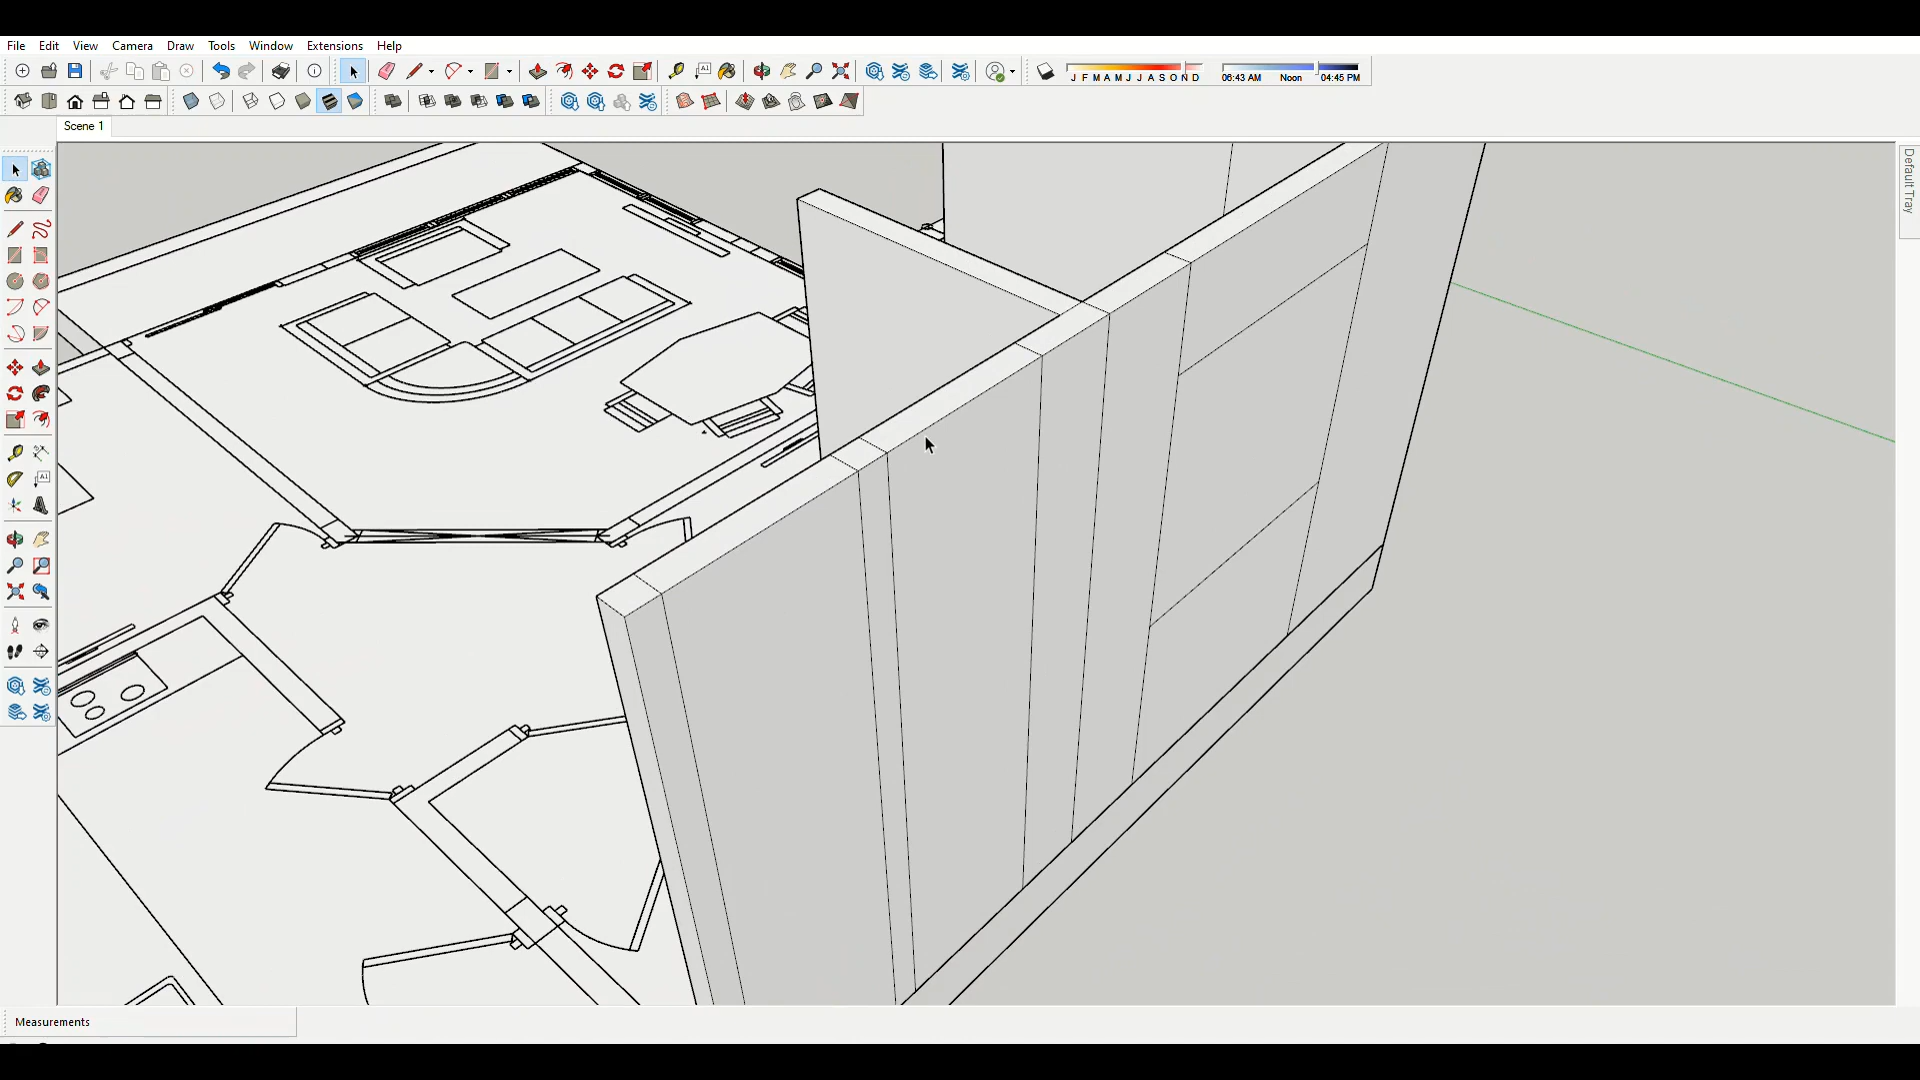 File Edit View Camera Draw Tools Window Extensions Help
J F M A M J J A S O N D 06:43 AM Noon 04:45 PM
Scene 1
Default Tray
Measurements